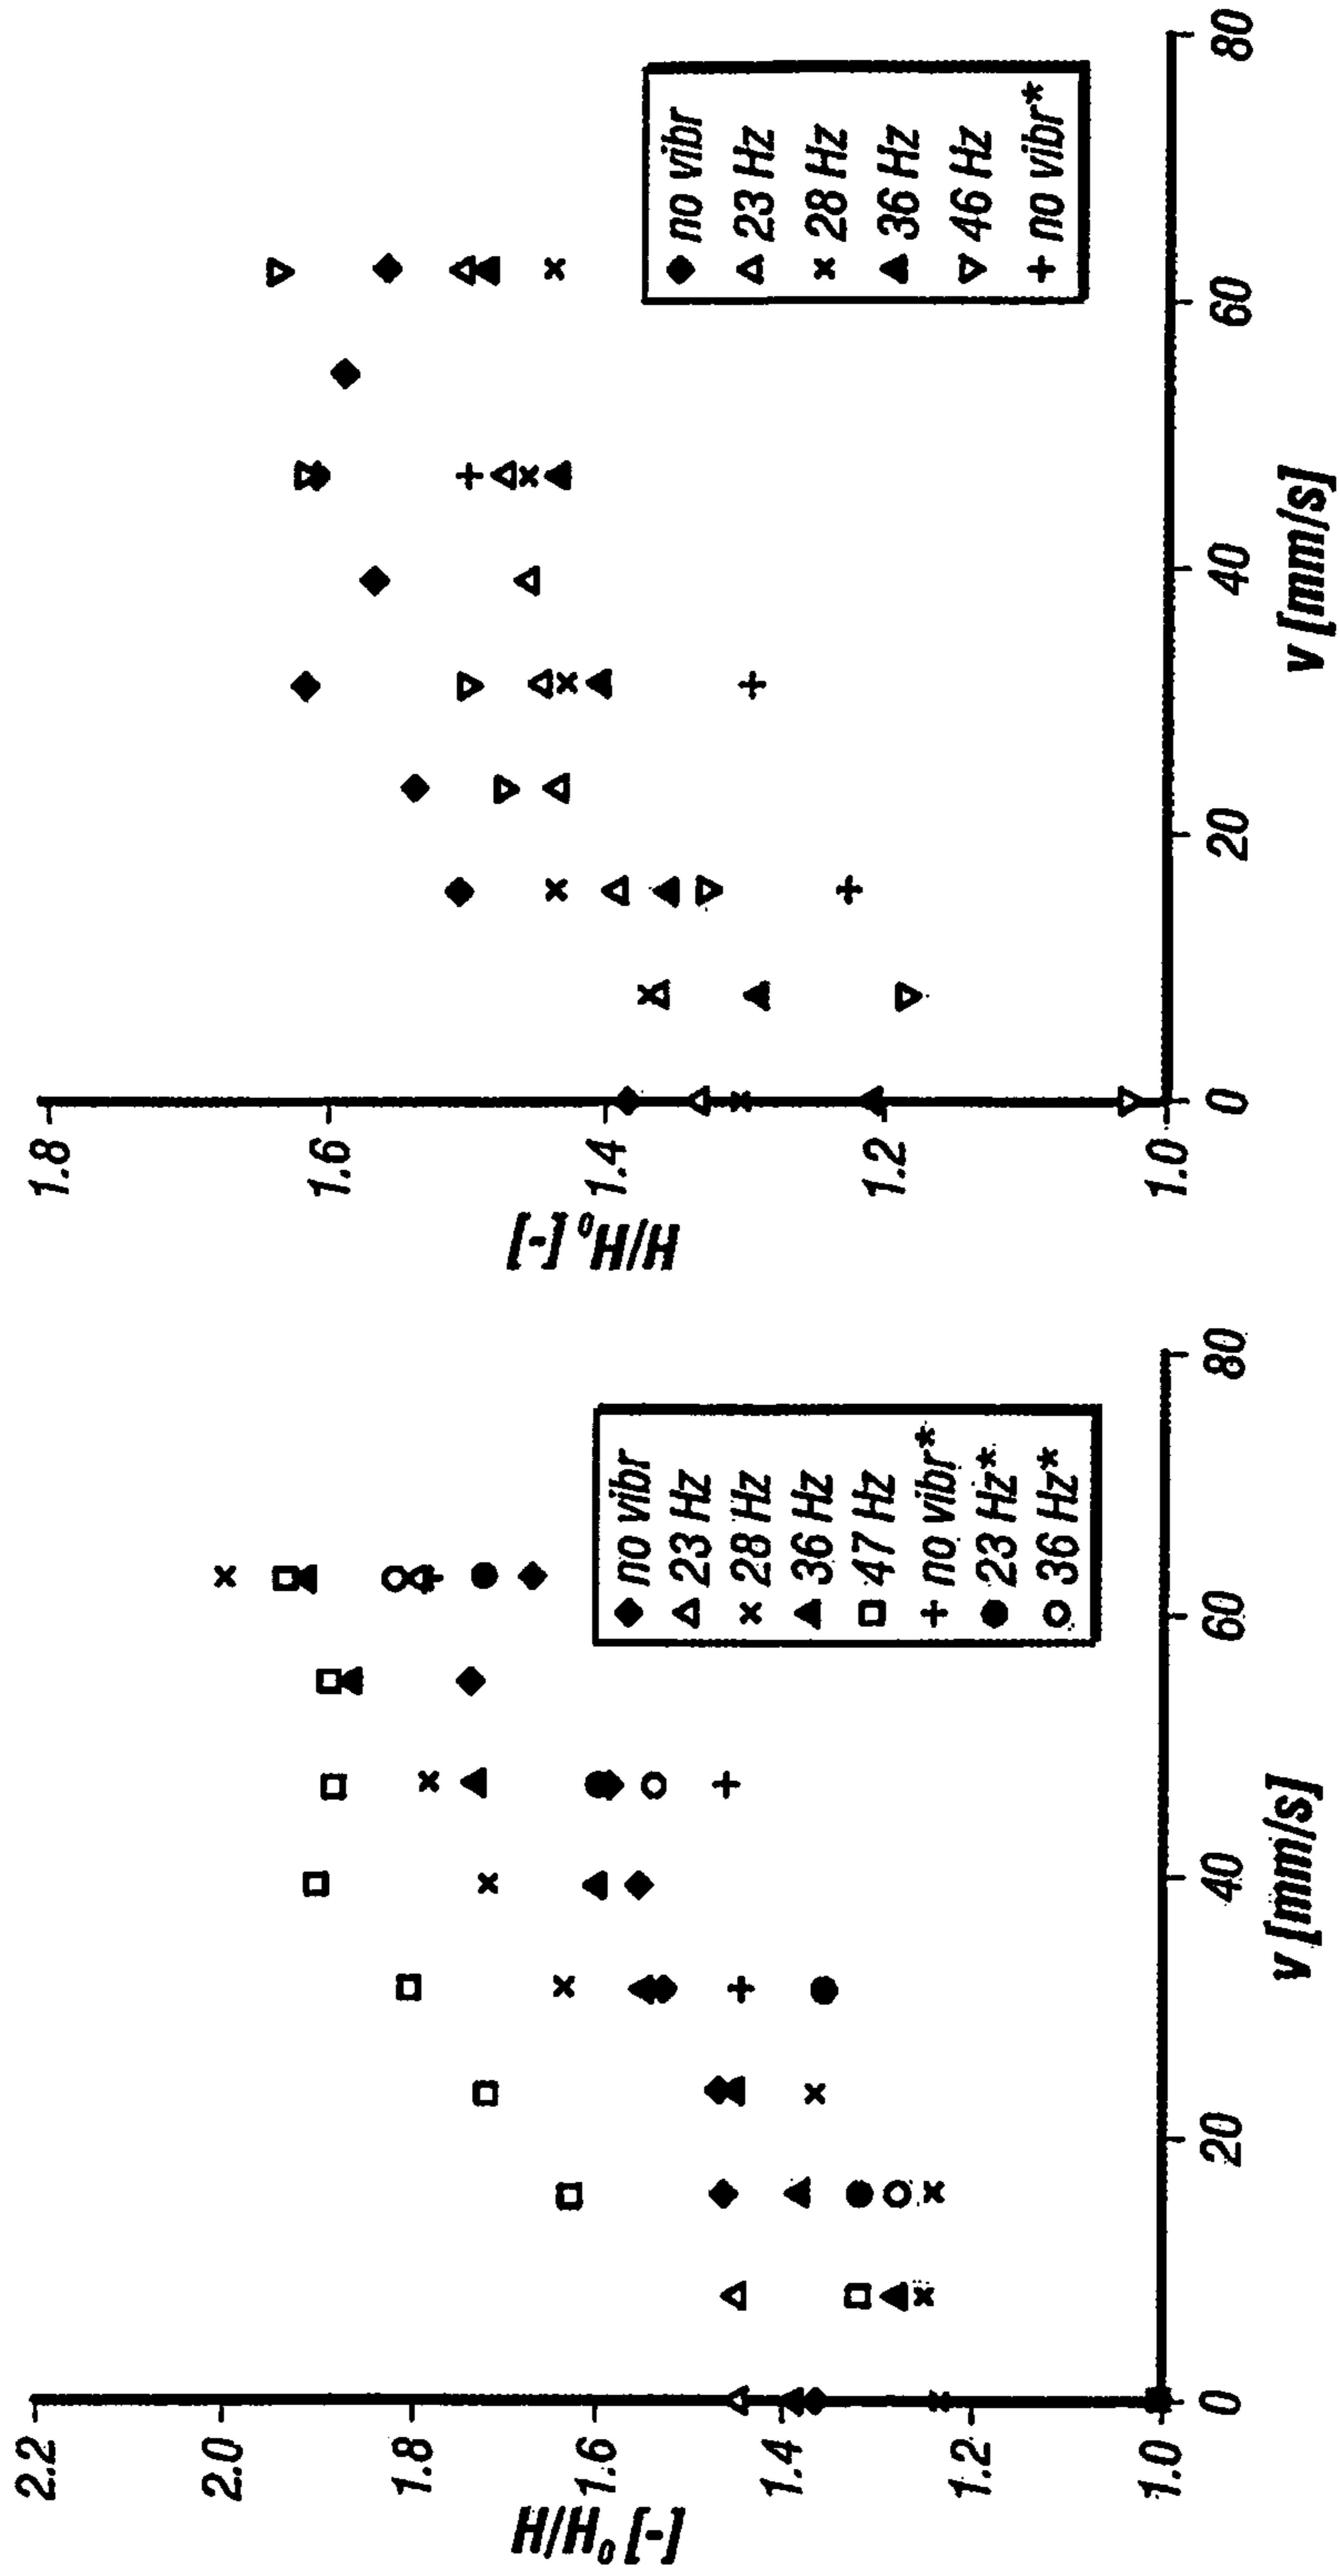 2.2
2.0
1.8
1.6
1.4
1.2
1.0
H/H₀ [-]
0
20
40
60
80
v [mm/s]
no vibr
23 Hz
28 Hz
36 Hz
47 Hz
no vibr*
23 Hz*
36 Hz*
1.8
1.6
1.4
1.2
1.0
H/H₀ [-]
0
20
40
60
80
v [mm/s]
no vibr
23 Hz
28 Hz
36 Hz
46 Hz
no vibr*